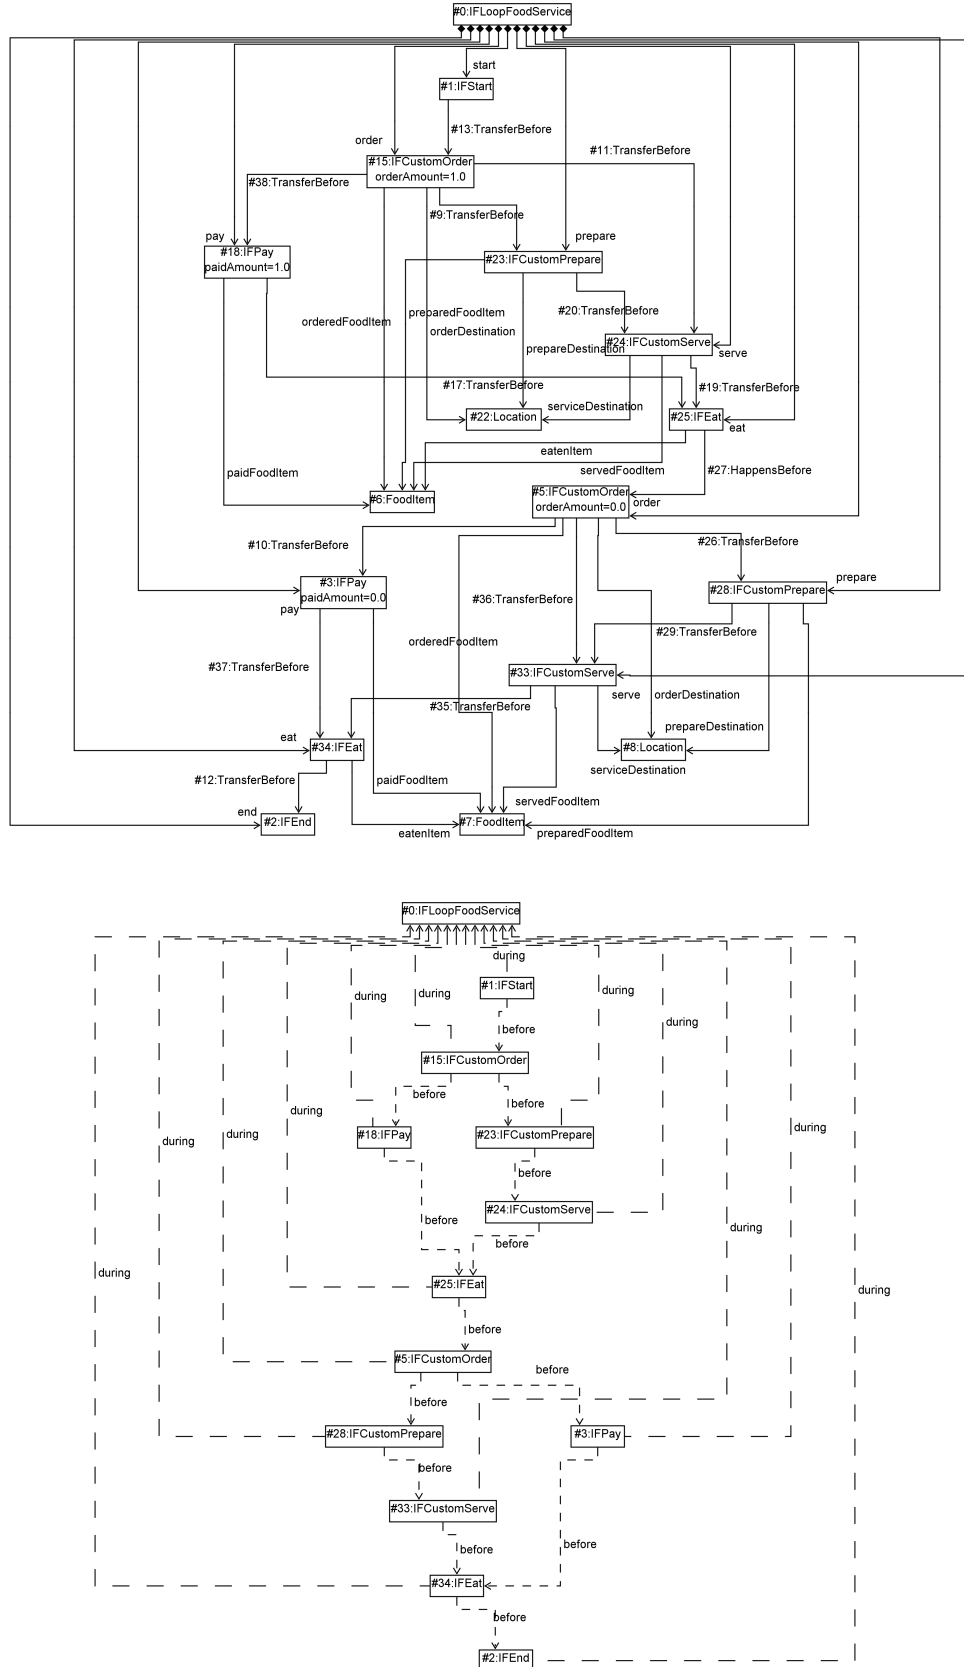 #0:IFLoopFoodService
start
#1:IFStart
#13:TransferBefore
order
#11:TransferBefore
#15:IFCustomOrder
orderAmount=1.0
#38:TransferBefore
#9:TransferBefore
pay
prepare
#18:IFPay
paidAmount=1.0
#23:IFCustomPrepare
#20:TransferBefore
preparedFoodItem
orderedFoodItem
orderDestination
prepareDestination
#24:IFCustomServe
serve
#17:TransferBefore
#19:TransferBefore
serviceDestination
#22:Location
#25:IFEat
eat
eatenItem
paidFoodItem
servedFoodItem
#27:HappensBefore
#6:FoodItem
#5:IFCustomOrder
orderAmount=0.0
order
#10:TransferBefore
#26:TransferBefore
#3:IFPay
paidAmount=0.0
pay
prepare
#28:IFCustomPrepare
#36:TransferBefore
#29:TransferBefore
orderedFoodItem
#37:TransferBefore
#33:IFCustomServe
serve
orderDestination
#35:TransferBefore
prepareDestination
eat
#34:IFEat
#8:Location
serviceDestination
#12:TransferBefore
paidFoodItem
servedFoodItem
end
#2:IFEnd
#7:FoodItem
eatenItem
preparedFoodItem
#0:IFLoopFoodService
during
#1:IFStart
during
during
during
during
before
#15:IFCustomOrder
before
before
during
#18:IFPay
#23:IFCustomPrepare
during
during
during
before
#24:IFCustomServe
before
during
before
during
#25:IFEat
during
before
#5:IFCustomOrder
before
before
#28:IFCustomPrepare
#3:IFPay
before
#33:IFCustomServe
before
before
#34:IFEat
before
#2:IFEnd